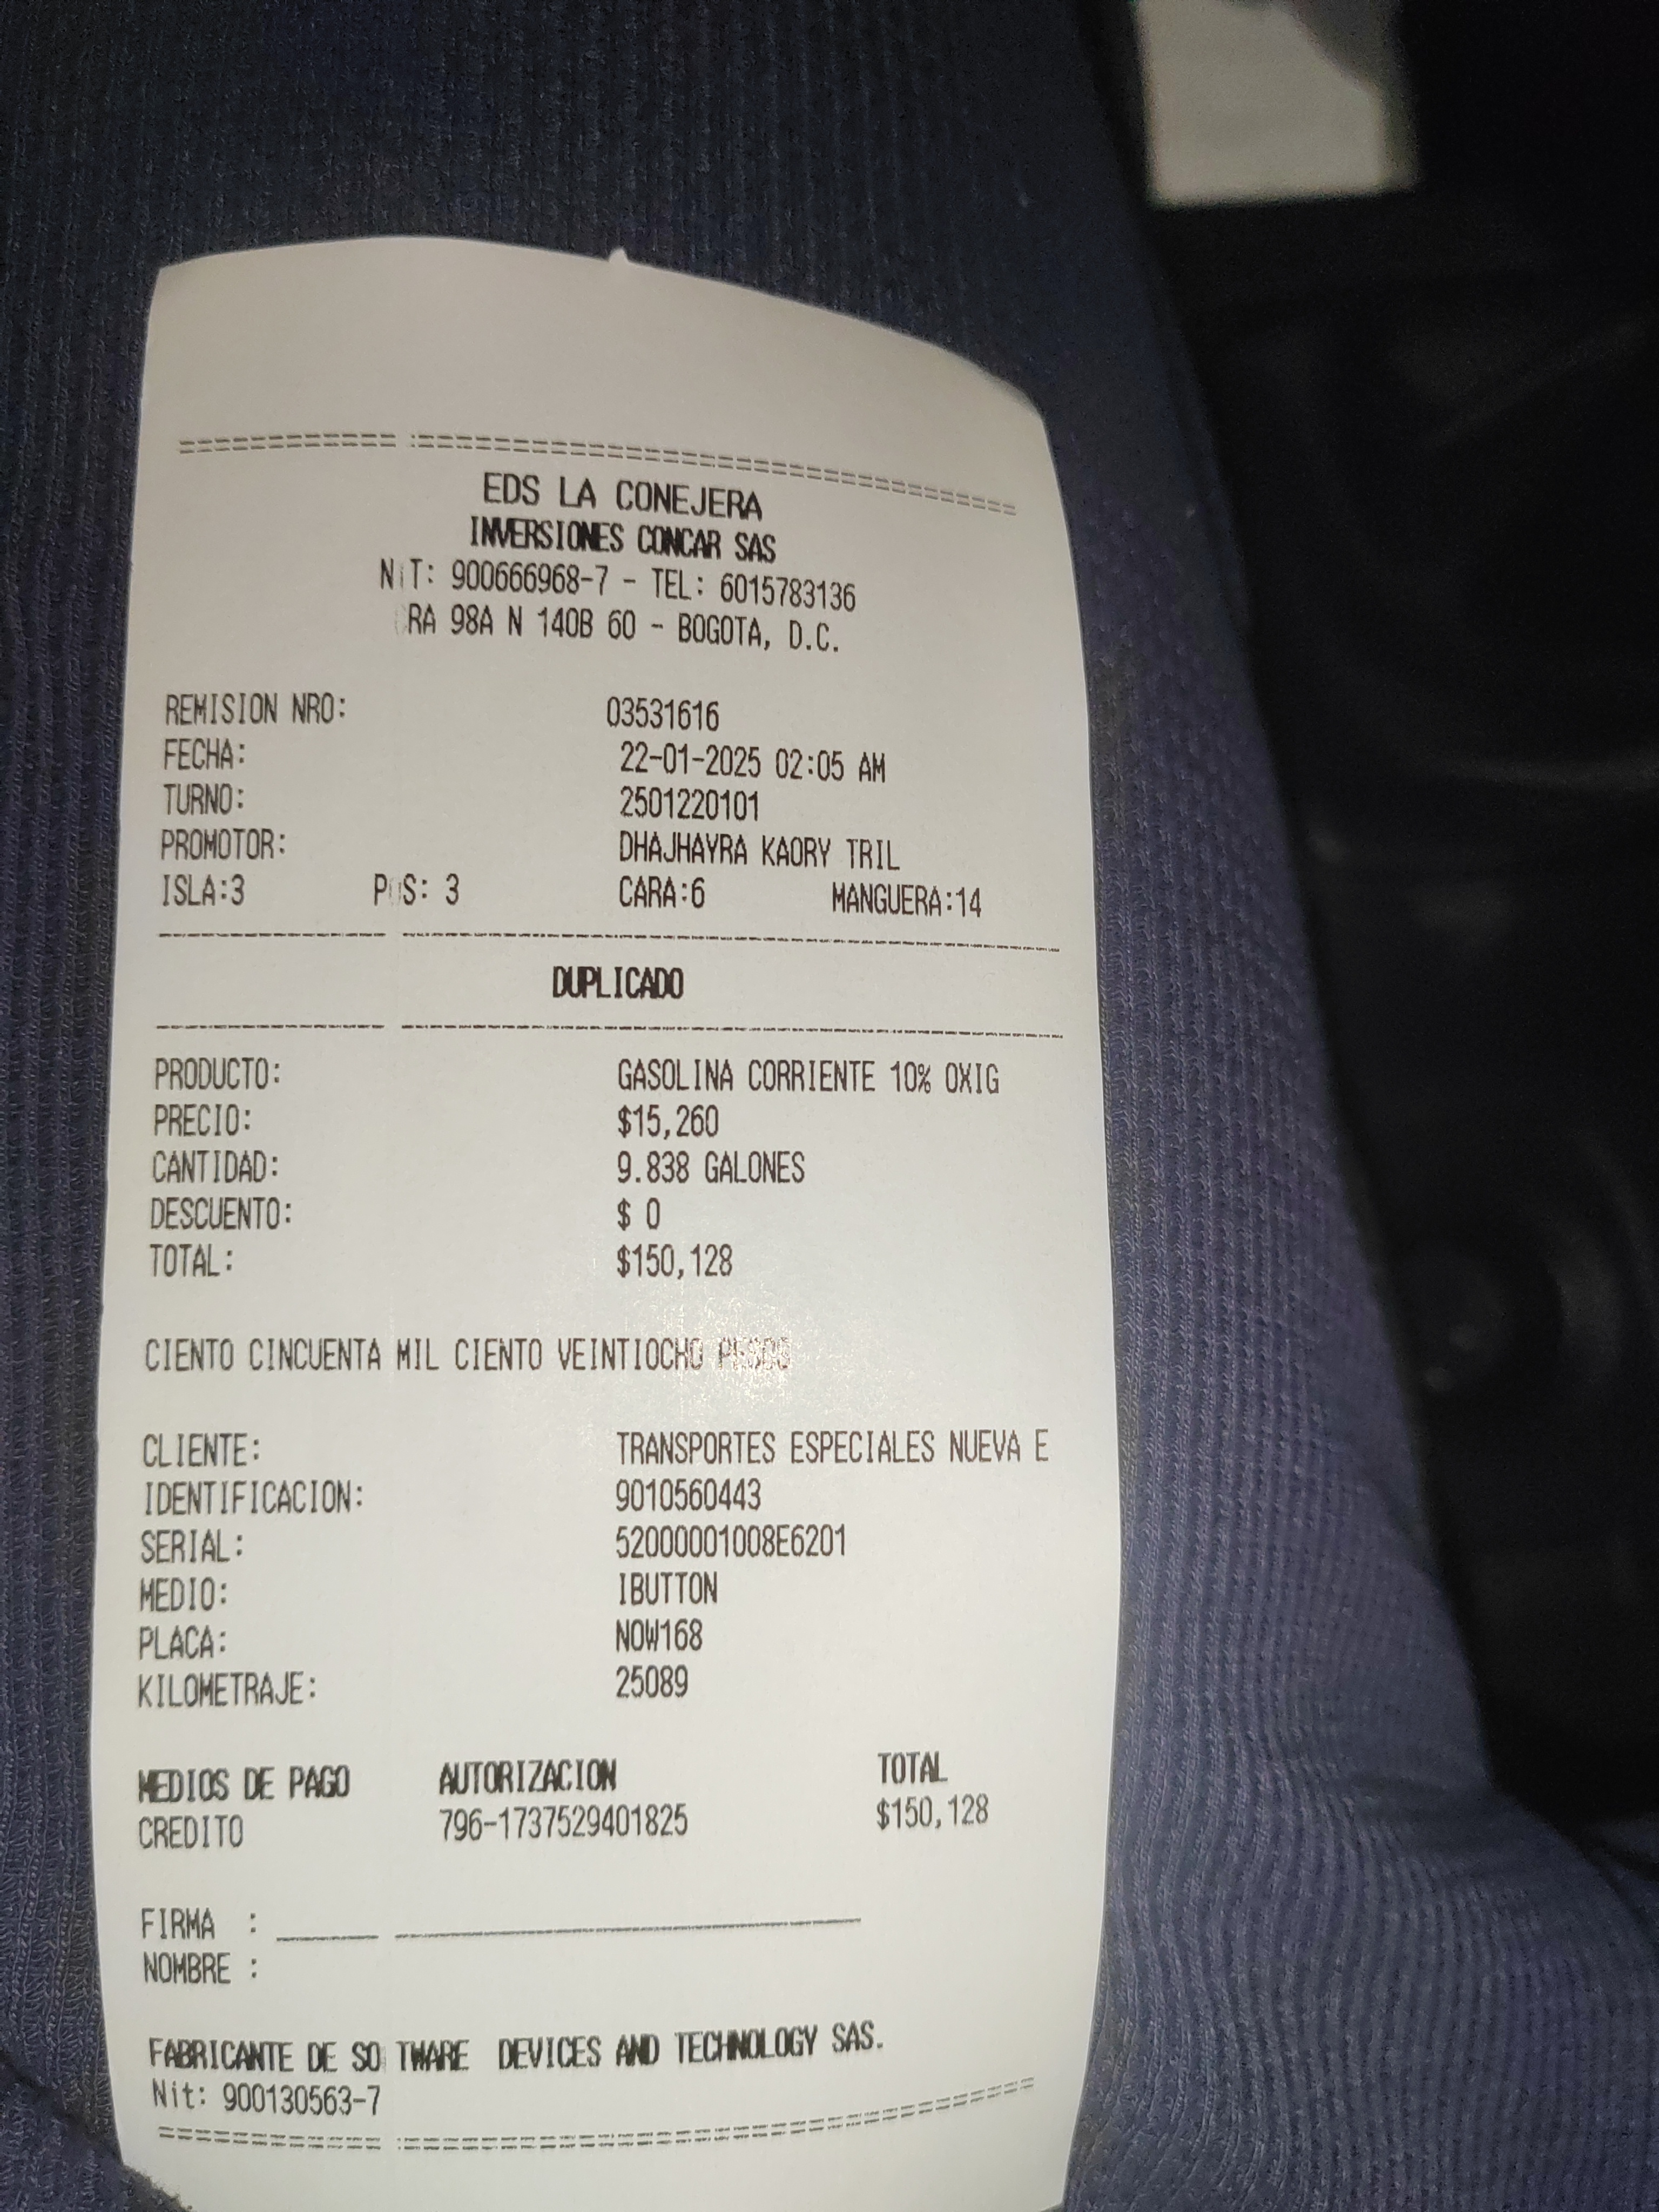 EDS LA CONEJERA
INVERSIONES CONCAR SAS
NIT: 900666968-7 - TEL: 6015783136
RA 98A N 140B 60 - BOGOTA, D.C.
REMISION NRO: 03531616
FECHA: 22-01-2025 02:05 AM
TURNO: 2501220101
PROMOTOR: DHAJHAYRA KAORY TRIL
ISLA:3 POS: 3 CARA:6 MANGUERA:14
DUPLICADO
PRODUCTO: GASOLINA CORRIENTE 10% OXIG
PRECIO: $15,260
CANTIDAD: 9.838 GALONES
DESCUENTO: $ 0
TOTAL: $150,128
CIENTO CINCUENTA MIL CIENTO VEINTIOCHO PESOS
CLIENTE: TRANSPORTES ESPECIALES NUEVA E
IDENTIFICACION: 9010560443
SERIAL: 52000001008E6201
MEDIO: IBUTTON
PLACA: NOW168
KILOMETRAJE: 25089
MEDIOS DE PAGO AUTORIZACION TOTAL
CREDITO 796-1737529401825 $150,128
FIRMA :
NOMBRE :
FABRICANTE DE SO TWARE DEVICES AND TECHNOLOGY SAS.
Nit: 900130563-7